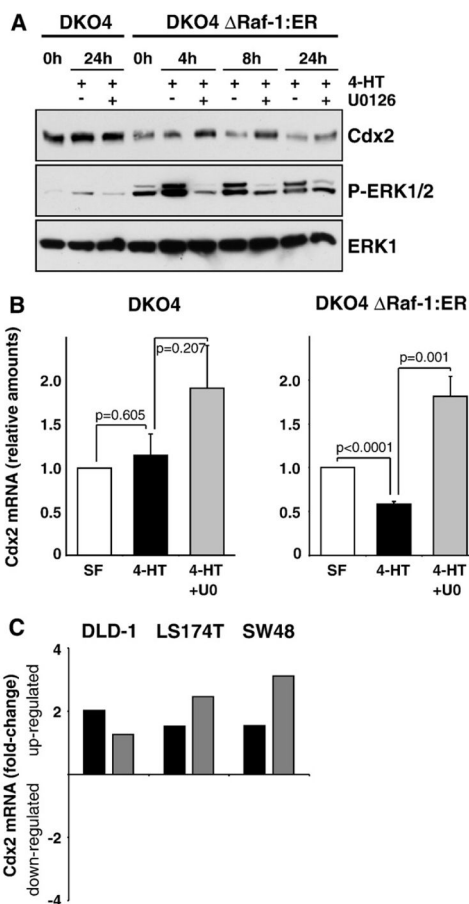 A
DKO4 DKO4 ΔRaf-1:ER
0h 24h 0h 4h 8h 24h
+ + + + + + + + 4-HT
- + - + - + - + U0126
Cdx2
P-ERK1/2
ERK1
B
DKO4 DKO4 ΔRaf-1:ER
Cdx2 mRNA (relative amounts)
2.0
1.5
1.0
0.5
0
p=0.605
p=0.207
SF 4-HT 4-HT
+U0
2.0
1.5
1.0
0.5
0
p<0.0001
p=0.001
SF 4-HT 4-HT
+U0
C
DLD-1 LS174T SW48
Cdx2 mRNA (fold-change)
down-regulated up-regulated
4
2
-2
-4